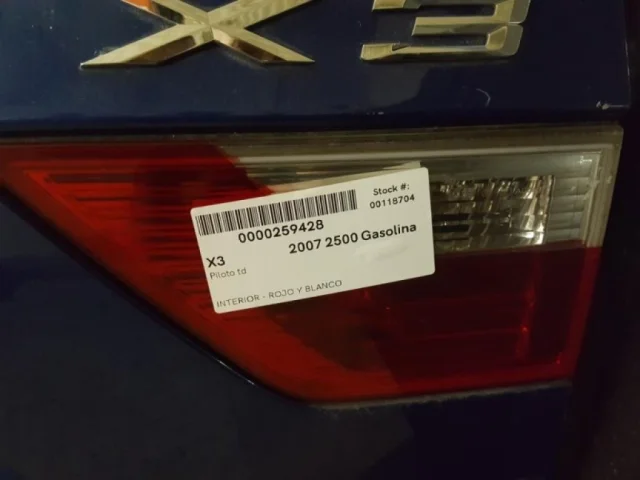 X3
Stock #:
00118704
0000259428
X3
2007 2500 Gasolina
Piloto td
INTERIOR - ROJO Y BLANCO